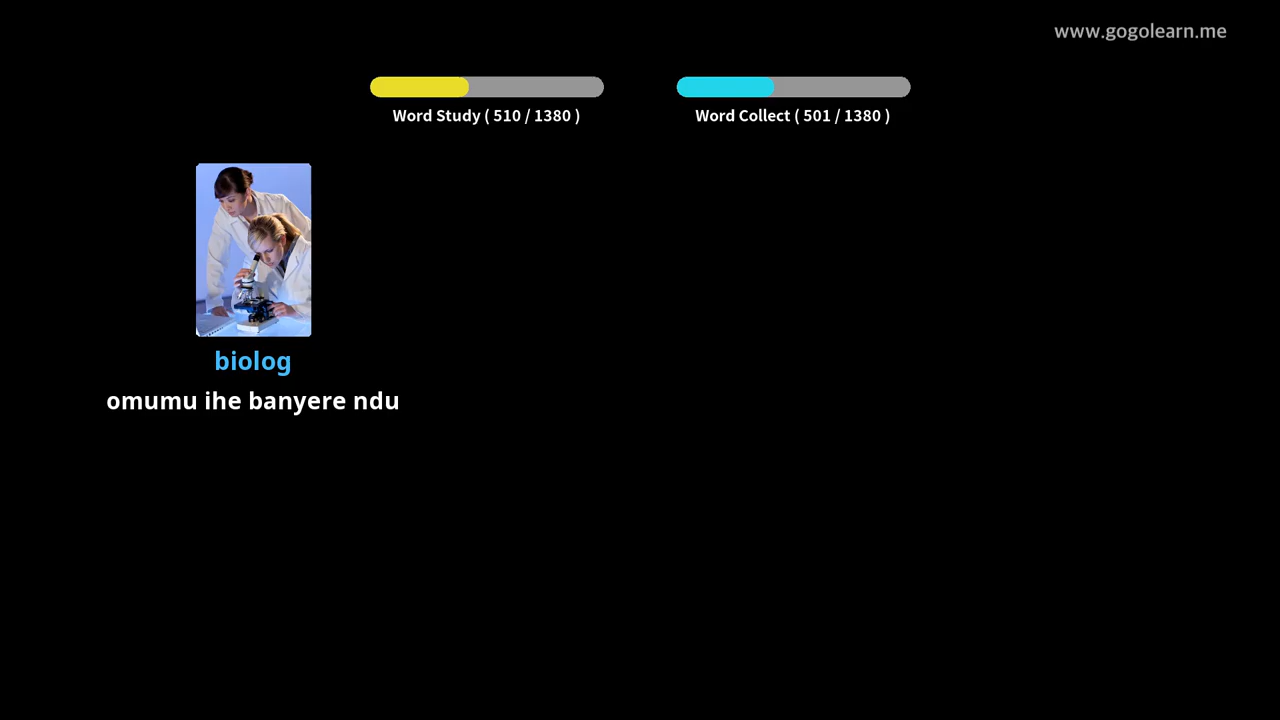 www.gogolearn.me
Word Study ( 510 / 1380 )
Word Collect ( 501 / 1380 )
biolog
omumu ihe banyere ndu